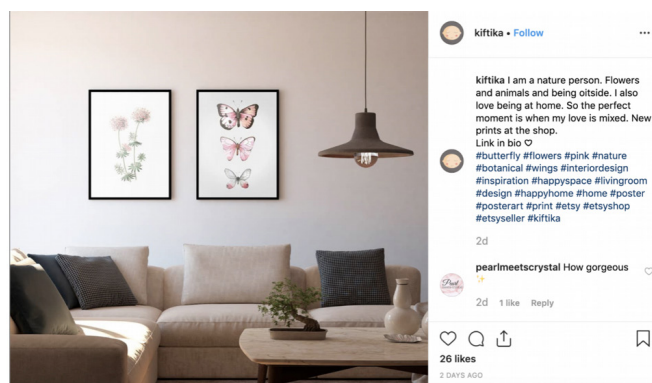 kiftika • Follow
kiftika I am a nature person. Flowers
and animals and being oitside. I also
love being at home. So the perfect
moment is when my love is mixed. New
prints at the shop.
Link in bio ♡
#butterfly #flowers #pink #nature
#botanical #wings #interiordesign
#inspiration #happyspace #livingroom
#design #happyhome #home #poster
#posterart #print #etsy #etsyshop
#etsyseller #kiftika
2d
pearlmeetscrystal How gorgeous
✨
Pearl
2d 1 like Reply
26 likes
2 DAYS AGO